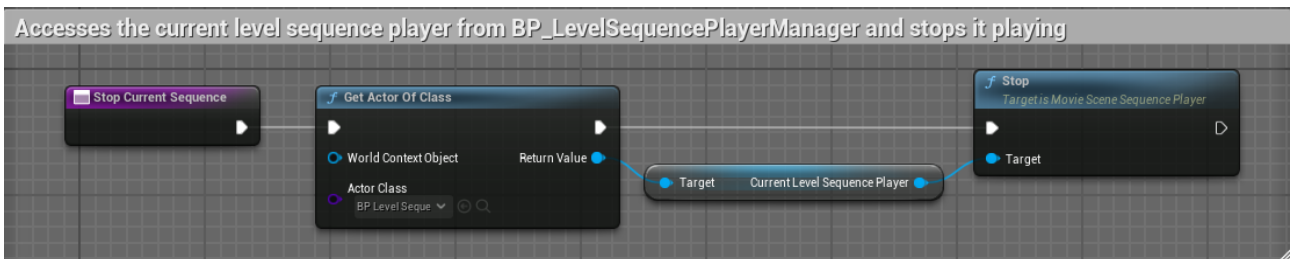 Accesses the current level sequence player from BP_LevelSequencePlayerManager and stops it playing
Stop Current Sequence
Get Actor Of Class
World Context Object
Return Value
Actor Class
BP Level Seque
Target
Current Level Sequence Player
Stop
Target is Movie Scene Sequence Player
Target